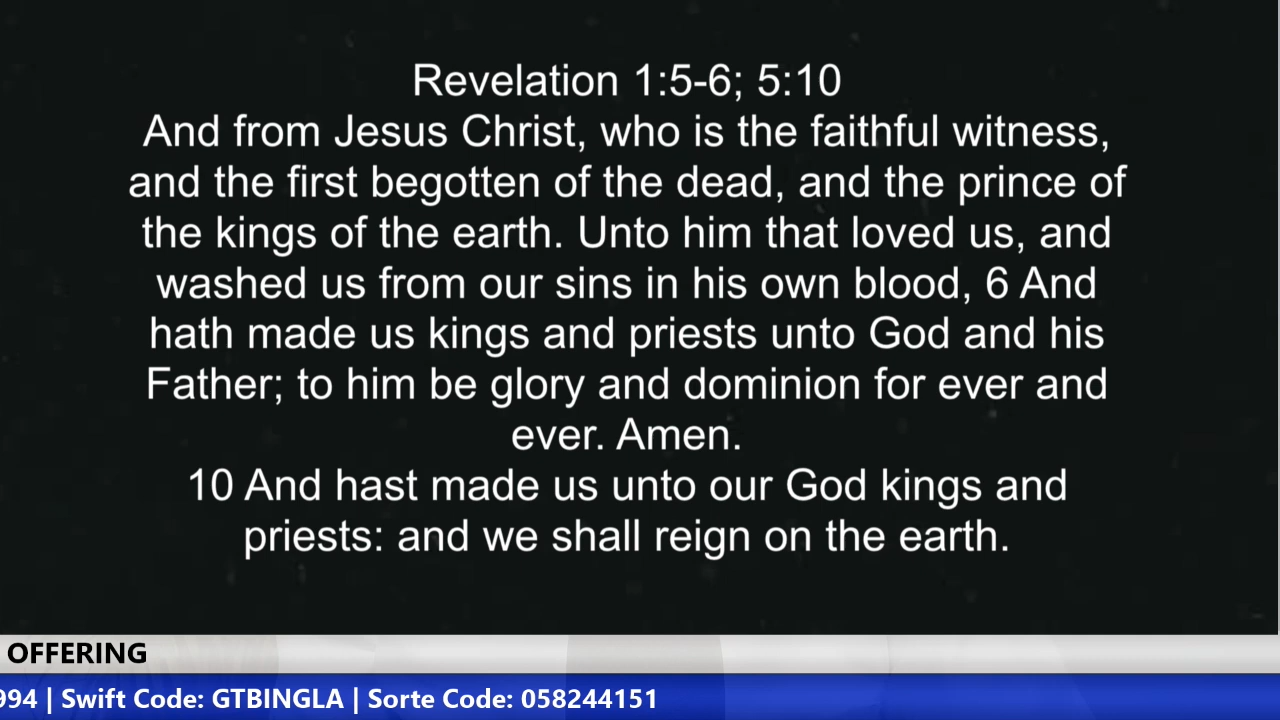 Revelation 1:5-6; 5:10
And from Jesus Christ, who is the faithful witness,
and the first begotten of the dead, and the prince of
the kings of the earth. Unto him that loved us, and
washed us from our sins in his own blood, 6 And
hath made us kings and priests unto God and his
Father; to him be glory and dominion for ever and
ever. Amen.
10 And hast made us unto our God kings and
priests: and we shall reign on the earth.
OFFERING
994 | Swift Code: GTBINGLA | Sorte Code: 058244151